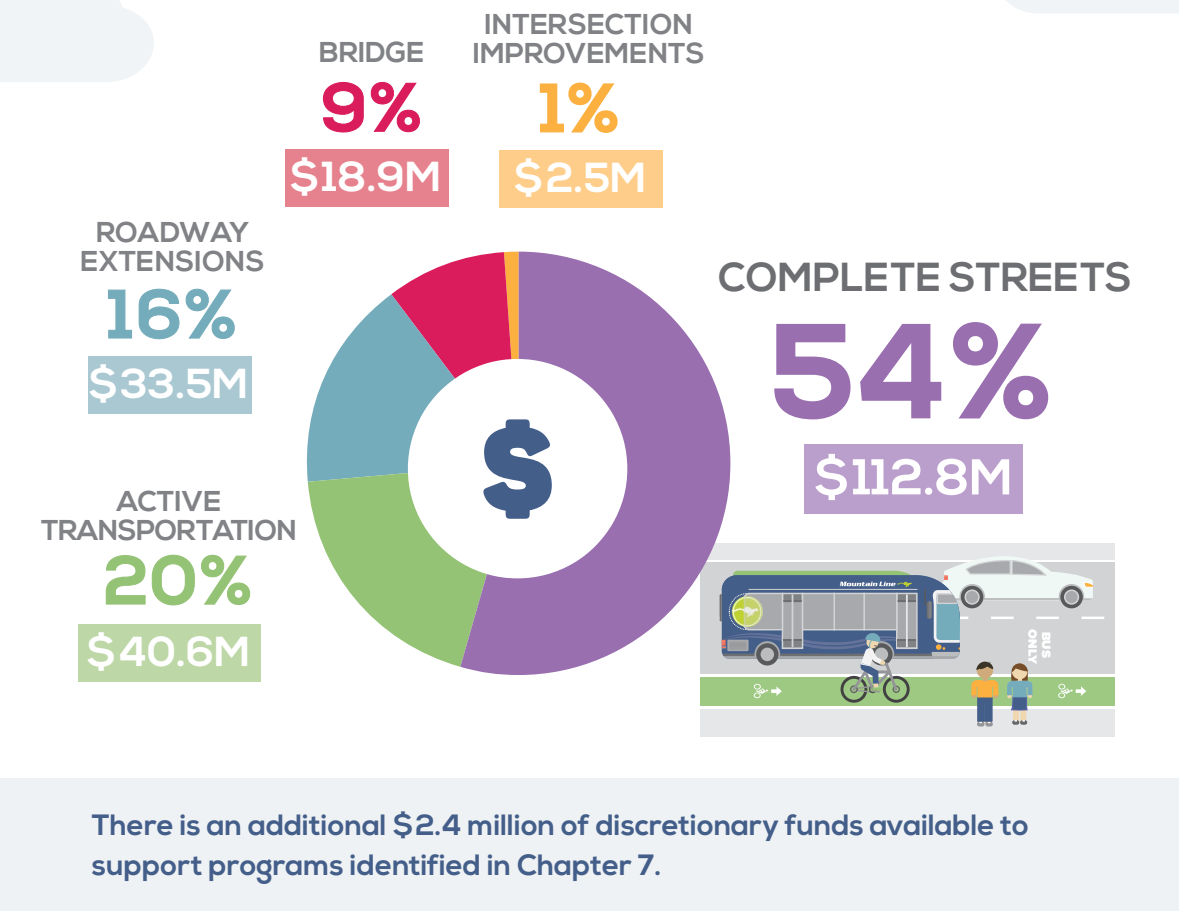 BRIDGE
9%
$18.9M
INTERSECTION
IMPROVEMENTS
1%
$2.5M
ROADWAY
EXTENSIONS
16%
$33.5M
COMPLETE STREETS
54%
$112.8M
$
ACTIVE
TRANSPORTATION
20%
$40.6M
Mountain Line
BUS
ONLY
There is an additional $2.4 million of discretionary funds available to
support programs identified in Chapter 7.